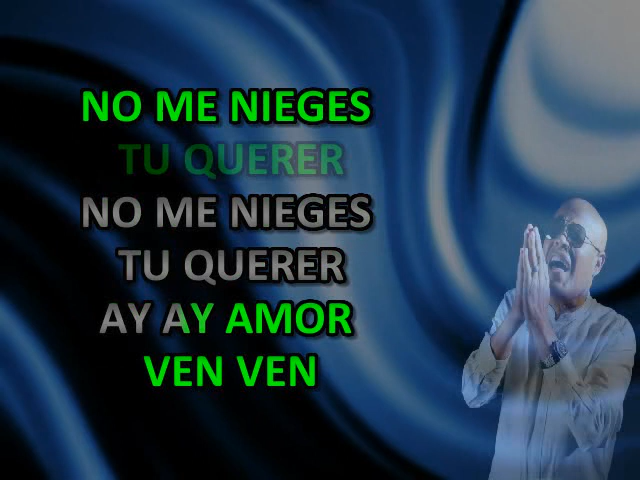 NO ME NIEGES
TU QUERER
NO ME NIEGES
TU QUERER
AY AY AMOR
VEN VEN